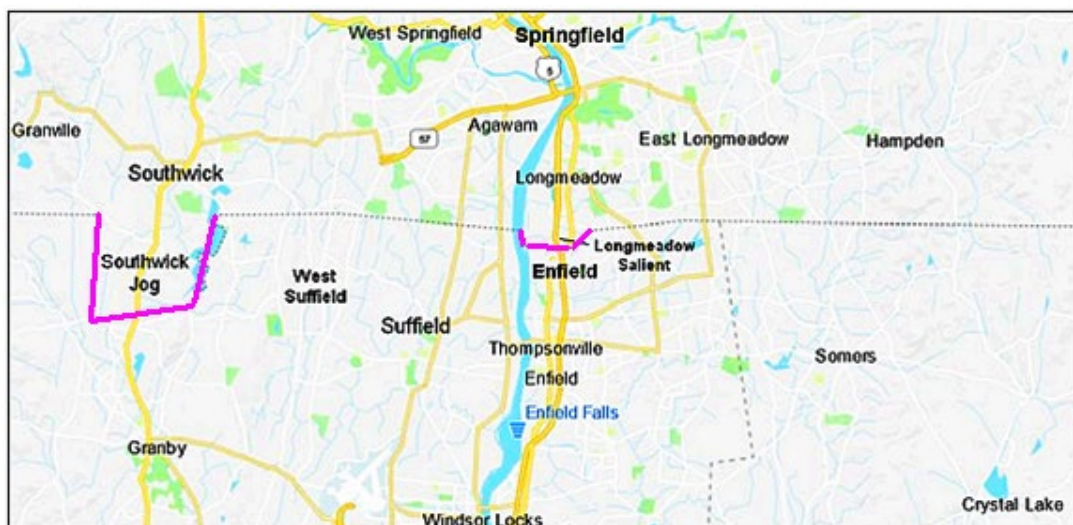 West Springfield
Springfield
5
Granville
57
Agawam
East Longmeadow
Hampden
Southwick
Longmeadow
Southwick
Jog
West
Suffield
Longmeadow
Salient
Enfield
Suffield
Thompsonville
Somers
Enfield
Enfield Falls
Granby
Crystal Lake
Windsor Locks